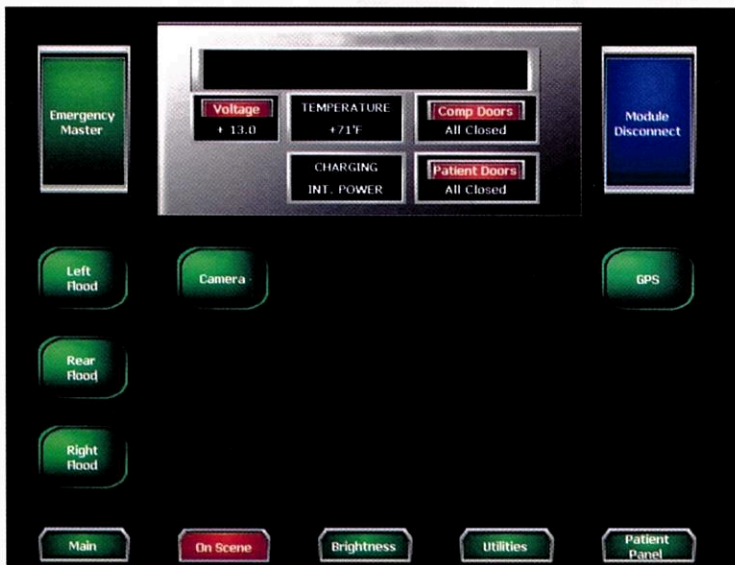 Emergency
Master
Voltage
+ 13.0
TEMPERATURE
+71°F
Comp Doors
All Closed
Module
Disconnect
CHARGING
INT. POWER
Patient Doors
All Closed
Left
Flood
Camera
GPS
Rear
Flood
Right
Flood
Main
On Scene
Brightness
Utilities
Patient
Panel